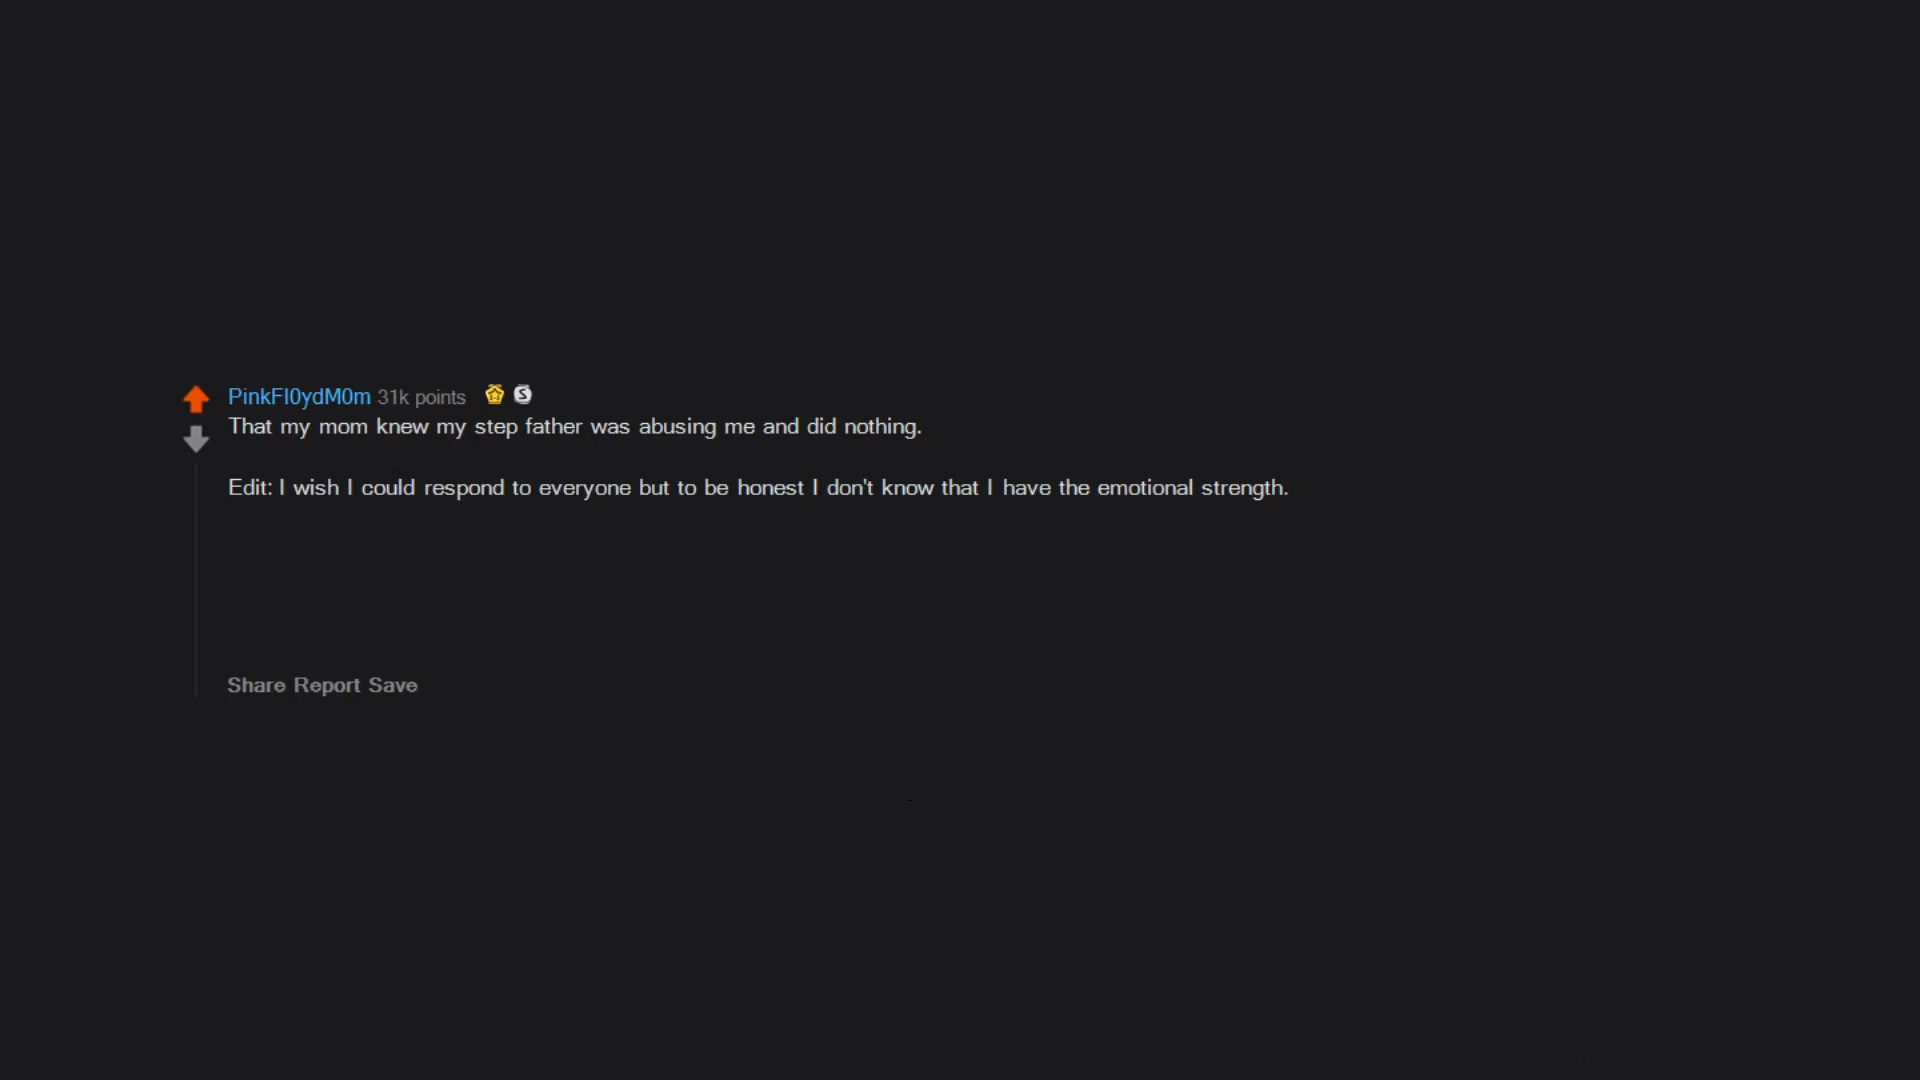 PinkFl0ydM0m 31k points S
That my mom knew my step father was abusing me and did nothing.
Edit: I wish I could respond to everyone but to be honest I don't know that I have the emotional strength.
Share Report Save